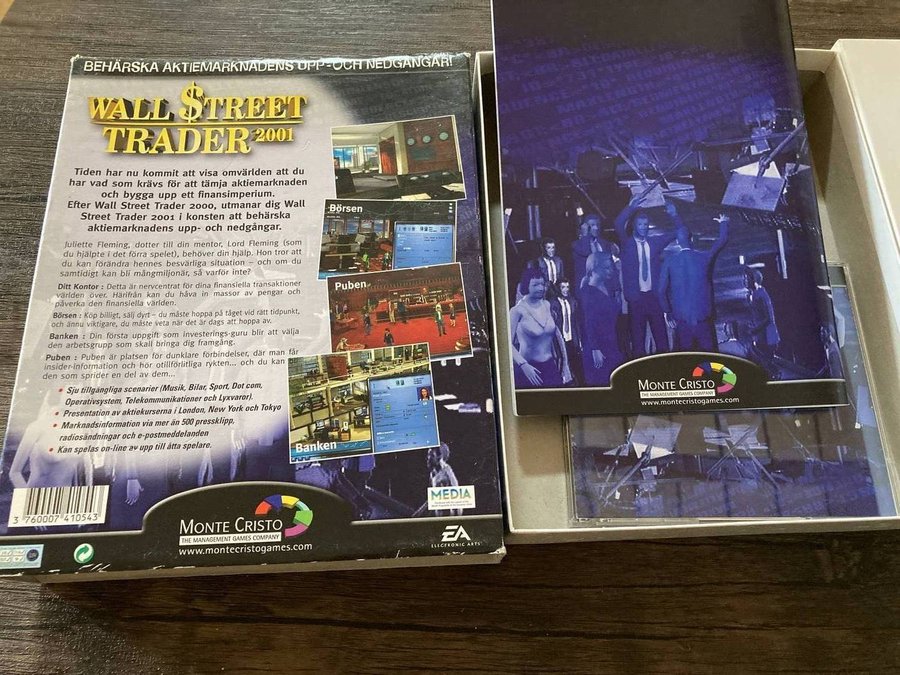 BEHÄRSKA AKTIEMARKNADENS UPP- OCH NEDGÅNGAR!
WALL $TREET
TRADER 2001
Tiden har nu kommit att visa omvärlden att du
har vad som krävs för att tämja aktiemarknaden
och bygga upp ett finansimperium.
Efter Wall Street Trader 2000, utmanar dig Wall
Street Trader 2001 i konsten att behärska
aktiemarknadens upp- och nedgångar.
Juliette Fleming, dotter till din mentor, Lord Fleming (som
du hjälpte i det förra spelet), behöver din hjälp. Hon tror att
du kan förändra hennes besvärliga situation – och om du
samtidigt kan bli mångmiljonär, så varför inte?
Ditt Kontor : Detta är nervcentrat för dina finansiella transaktioner
världen över. Härifrån kan du håva in massor av pengar och
påverka den finansiella världen.
Börsen : Köp billigt, sälj dyrt – du måste hoppa på tåget vid rätt tidpunkt,
och ännu viktigare, du måste veta när det är dags att hoppa av.
Banken : Din första uppgift som investerings-guru blir att välja
den arbetsgrupp som skall bringa dig framgång.
Puben : Puben är platsen för dunklare förbindelser, där man får
insider-information och hör otillförlitliga rykten... och du kan
den som sprider en del av dem...
• Sju tillgängliga scenarier (Musik, Bilar, Sport, Dot com,
Operativsystem, Telekommunikationer och Lyxvaror).
• Presentation av aktiekurserna i London, New York och Tokyo
• Marknadsinformation via mer än 500 pressklipp,
radiosändningar och e-postmeddelanden
• Kan spelas on-line av upp till åtta spelare.
Börsen
Puben
Banken
3 760007 410543
MONTE CRISTO
THE MANAGEMENT GAMES COMPANY
www.montecristogames.com
MEDIA
EA
ELECTRONIC ARTS
MONTE CRISTO
THE MANAGEMENT GAMES COMPANY
www.montecristogames.com